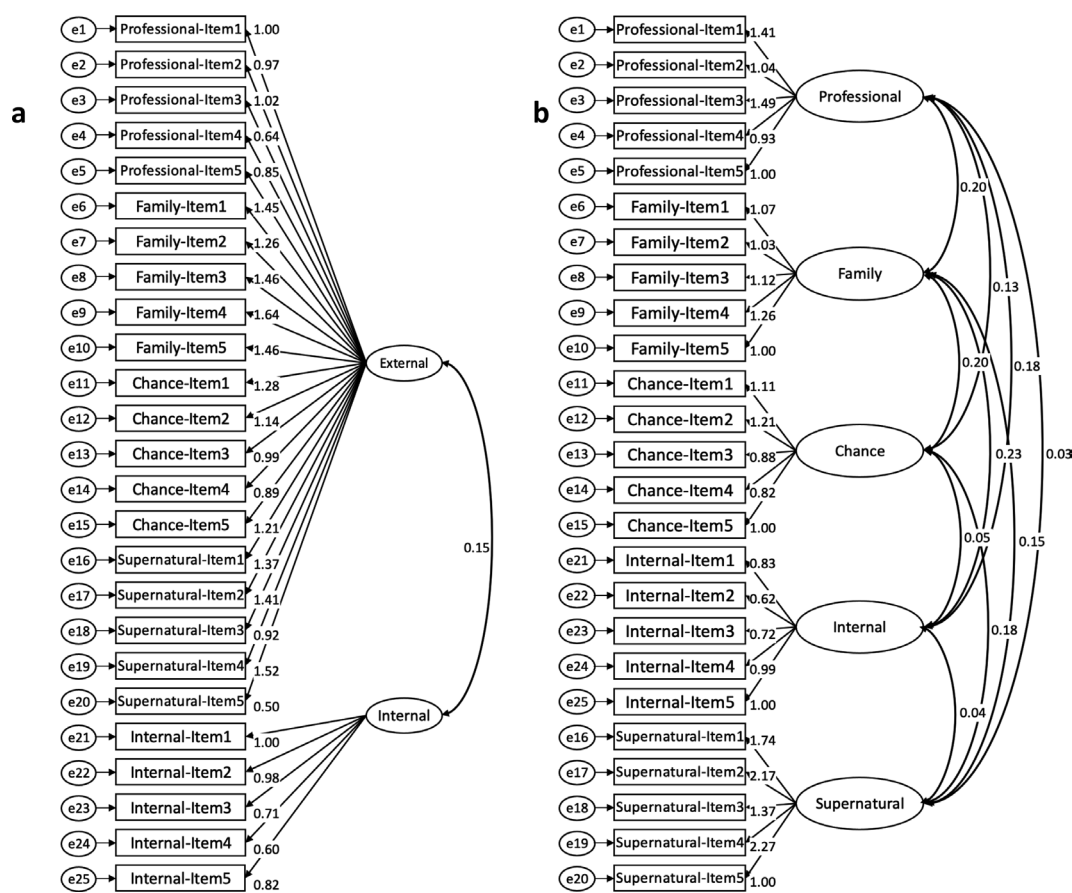 a
e1 Professional-Item1 1.00
e2 Professional-Item2 0.97
e3 Professional-Item3 1.02
e4 Professional-Item4 0.64
e5 Professional-Item5 0.85
e6 Family-Item1 1.45
e7 Family-Item2 1.26
e8 Family-Item3 1.46
e9 Family-Item4 1.64
e10 Family-Item5 1.46
e11 Chance-Item1 1.28
e12 Chance-Item2 1.14
e13 Chance-Item3 0.99
e14 Chance-Item4 0.89
e15 Chance-Item5 1.21
e16 Supernatural-Item1 1.37
e17 Supernatural-Item2 1.41
e18 Supernatural-Item3 0.92
e19 Supernatural-Item4 1.52
e20 Supernatural-Item5 0.50
e21 Internal-Item1 1.00
e22 Internal-Item2 0.98
e23 Internal-Item3 0.71
e24 Internal-Item4 0.60
e25 Internal-Item5 0.82
External
Internal
0.15
b
e1 Professional-Item1 1.41
e2 Professional-Item2 1.04
e3 Professional-Item3 1.49
e4 Professional-Item4 0.93
e5 Professional-Item5 1.00
e6 Family-Item1 1.07
e7 Family-Item2 1.03
e8 Family-Item3 1.12
e9 Family-Item4 1.26
e10 Family-Item5 1.00
e11 Chance-Item1 1.11
e12 Chance-Item2 1.21
e13 Chance-Item3 0.88
e14 Chance-Item4 0.82
e15 Chance-Item5 1.00
e21 Internal-Item1 0.83
e22 Internal-Item2 0.62
e23 Internal-Item3 0.72
e24 Internal-Item4 0.99
e25 Internal-Item5 1.00
e16 Supernatural-Item1 1.74
e17 Supernatural-Item2 2.17
e18 Supernatural-Item3 1.37
e19 Supernatural-Item4 2.27
e20 Supernatural-Item5 1.00
Professional
Family
Chance
Internal
Supernatural
0.20
0.13
0.20
0.18
0.23
0.03
0.05
0.15
0.18
0.04